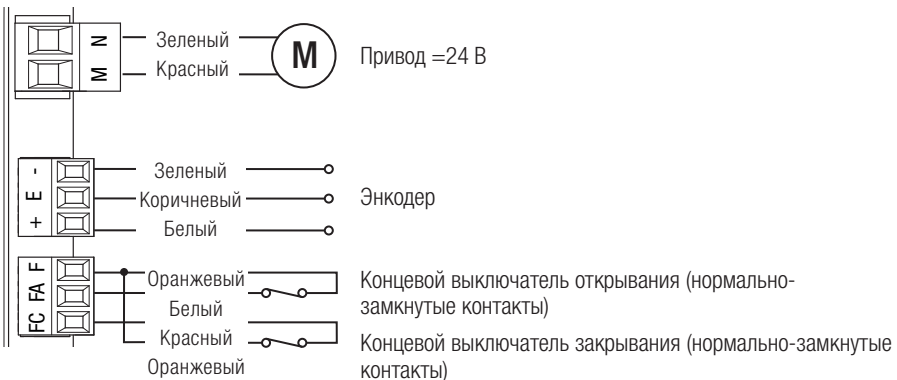 N Зеленый
M Красный
M
Привод =24 В
- Зеленый
E Коричневый
+ Белый
Энкодер
F Оранжевый
FA Белый
FC Красный
Оранжевый
Концевой выключатель открывания (нормально-
замкнутые контакты)
Концевой выключатель закрывания (нормально-замкнутые
контакты)